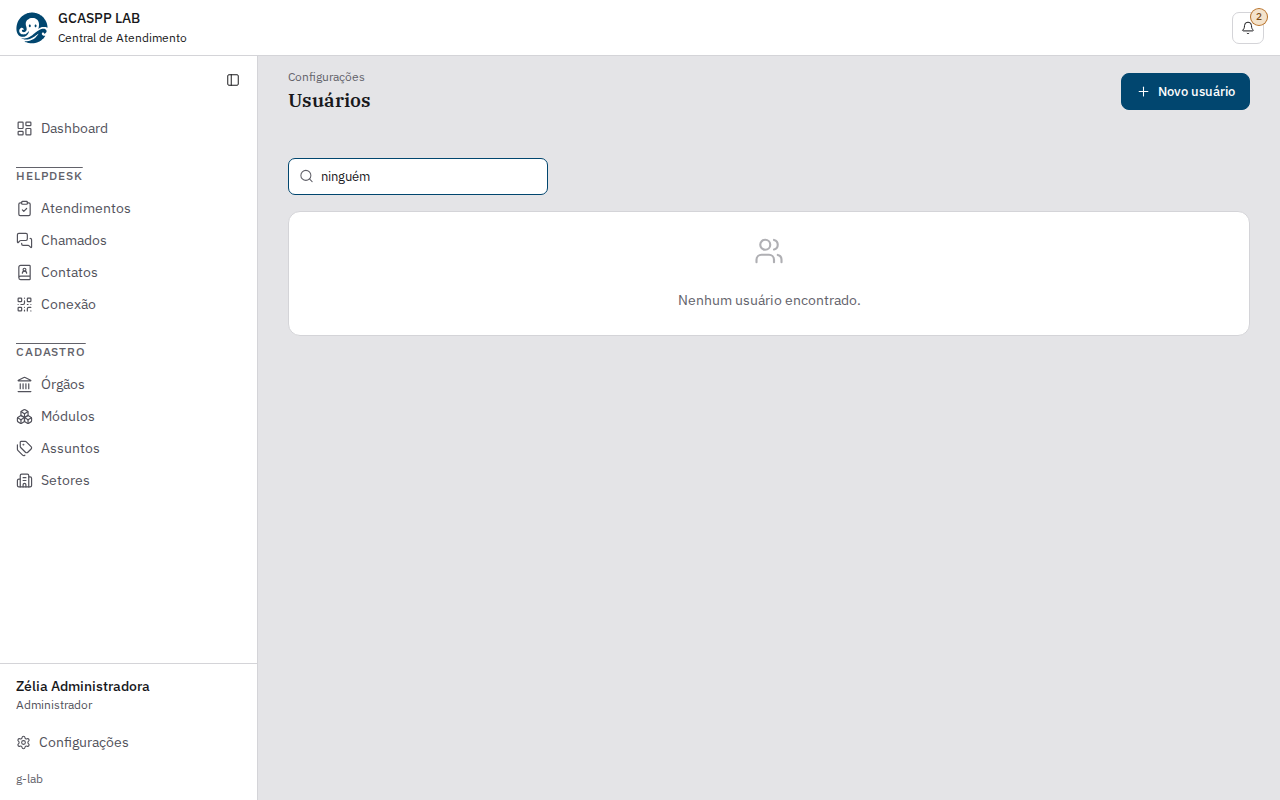 GCASPP LAB
Central de Atendimento
2
Dashboard
HELPDESK
Atendimentos
Chamados
Contatos
Conexão
CADASTRO
Órgãos
Módulos
Assuntos
Setores
Zélia Administradora
Administrador
Configurações
g-lab
Configurações
Usuários
Novo usuário
ninguém
Nenhum usuário encontrado.